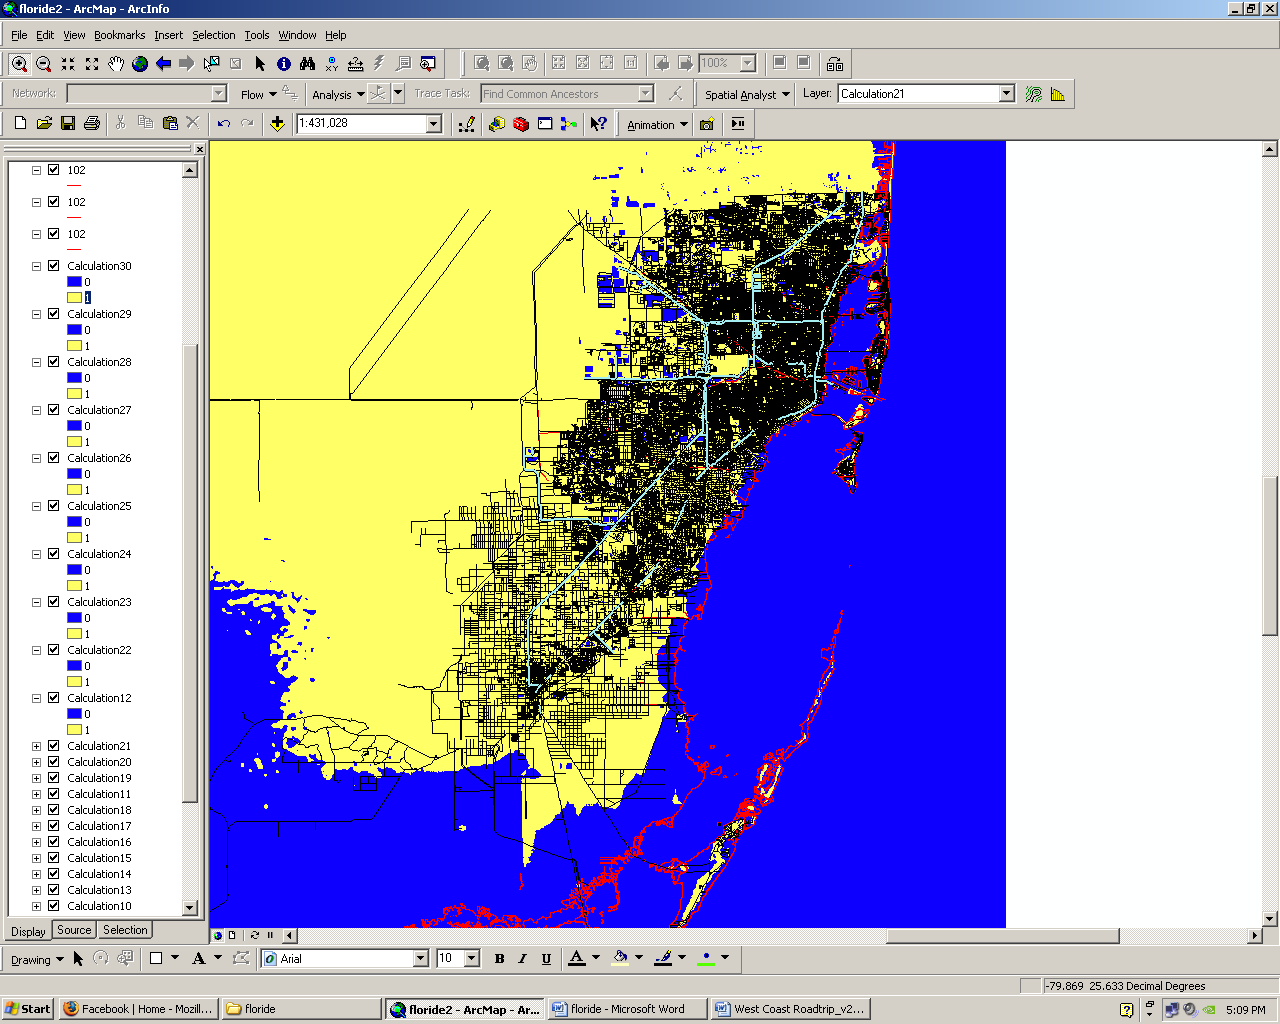 floride2 - ArcMap - ArcInfo
File Edit View Bookmarks Insert Selection Tools Window Help
100%
Network: Flow Analysis Trace Task: Find Common Ancestors Spatial Analyst Layer: Calculation21
1:431,028 Animation
102
102
102
Calculation30
0
1
Calculation29
0
1
Calculation28
0
1
Calculation27
0
1
Calculation26
0
1
Calculation25
0
1
Calculation24
0
1
Calculation23
0
1
Calculation22
0
1
Calculation12
0
1
Calculation21
Calculation20
Calculation19
Calculation11
Calculation18
Calculation17
Calculation16
Calculation15
Calculation14
Calculation13
Calculation10
Display Source Selection
Drawing A Arial 10 B I U A
-79.869 25.633 Decimal Degrees
Start Facebook | Home - Mozill... floride floride2 - ArcMap - Ar... floride - Microsoft Word West Coast Roadtrip_v2... 5:09 PM